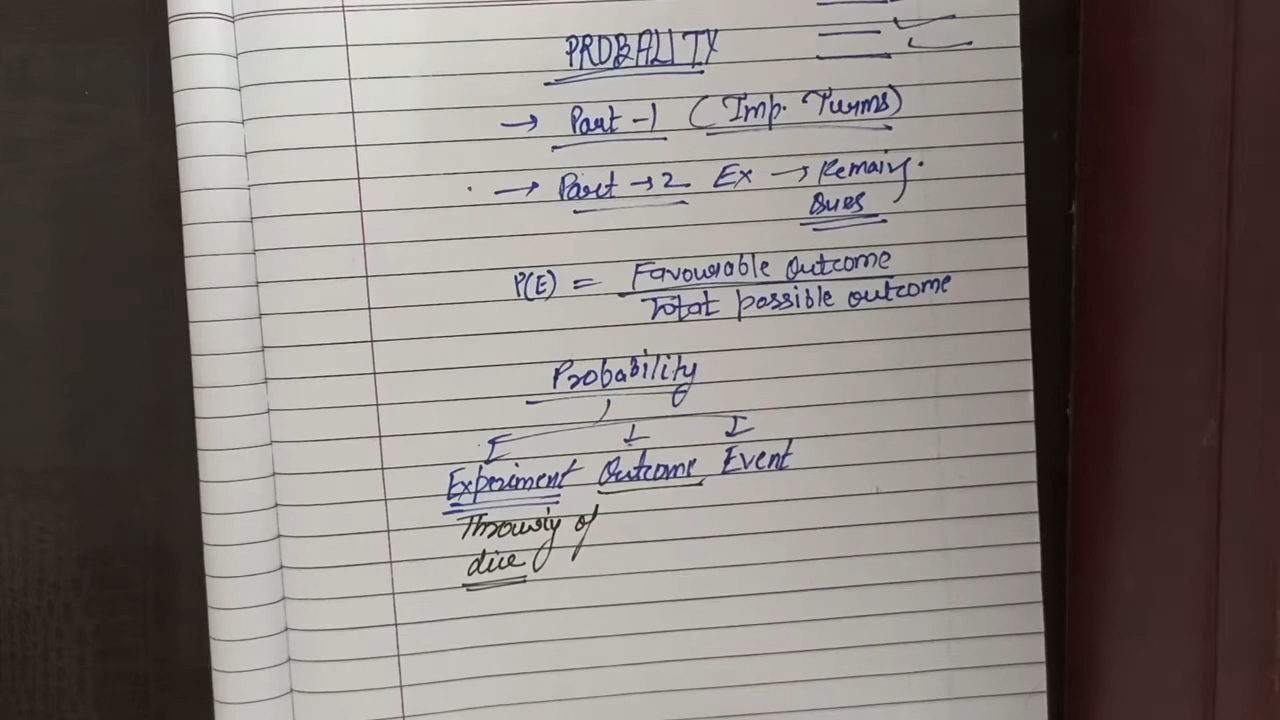 PROBALITY
→ Part-1 (Imp. Turms)
→ Part → 2 Ex → Remaing.
Ques
P(E) = Favourable Outcome
Total possible outcome
Probability
Experiment Outcome Event
Throwing of
dice